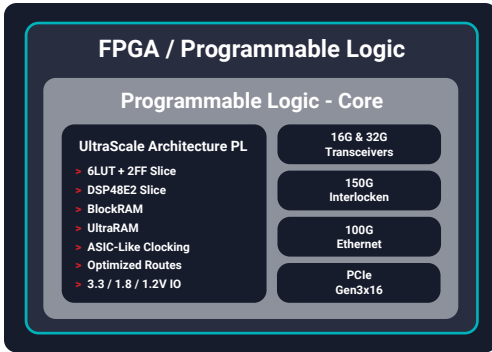 FPGA / Programmable Logic
Programmable Logic - Core
UltraScale Architecture PL
> 6LUT + 2FF Slice
> DSP48E2 Slice
> BlockRAM
> UltraRAM
> ASIC-Like Clocking
> Optimized Routes
> 3.3 / 1.8 / 1.2V IO
16G & 32G
Transceivers
150G
Interlocken
100G
Ethernet
PCIe
Gen3x16